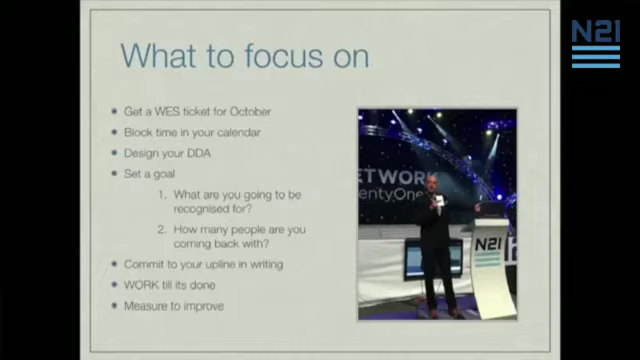 N21
What to focus on
Get a WES ticket for October
Block time in your calendar
Design your DDA
Set a goal
1. What are you going to be
recognised for?
2. How many people are you
coming back with?
Commit to your upline in writing
WORK till its done
Measure to improve
ETWORK
entyOne
N21